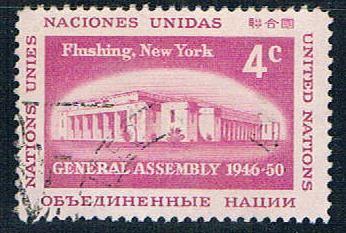 NACIONES UNIDAS 聯合國
Flushing, New York
4c
NATIONS UNIES
UNITED NATIONS
GENERAL ASSEMBLY 1946-50
ОБЪЕДИНЕННЫЕ НАЦИИ